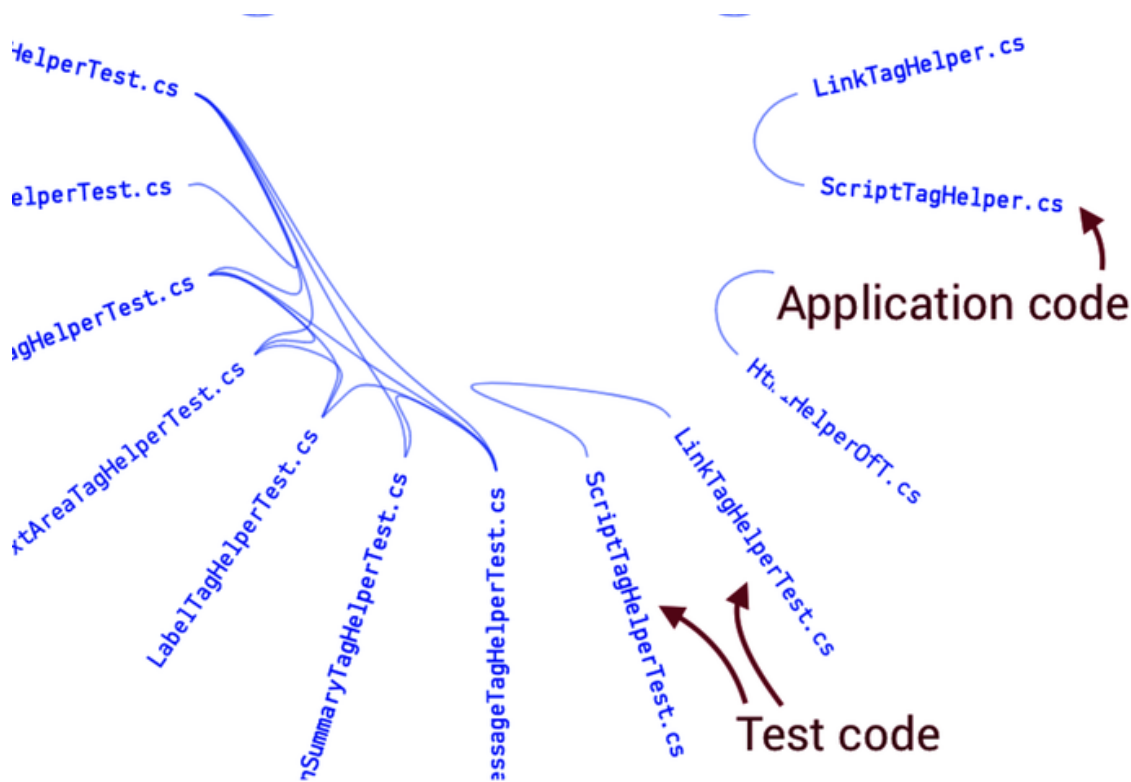 HelperTest.cs
LinkTagHelper.cs
elperTest.cs
ScriptTagHelper.cs
agHelperTest.cs
Application code
xtAreaTagHelperTest.cs
HelperOfT.cs
LabelTagHelperTest.cs
nSummaryTagHelperTest.cs
essageTagHelperTest.cs
ScriptTagHelperTest.cs
LinkTagHelperTest.cs
Test code